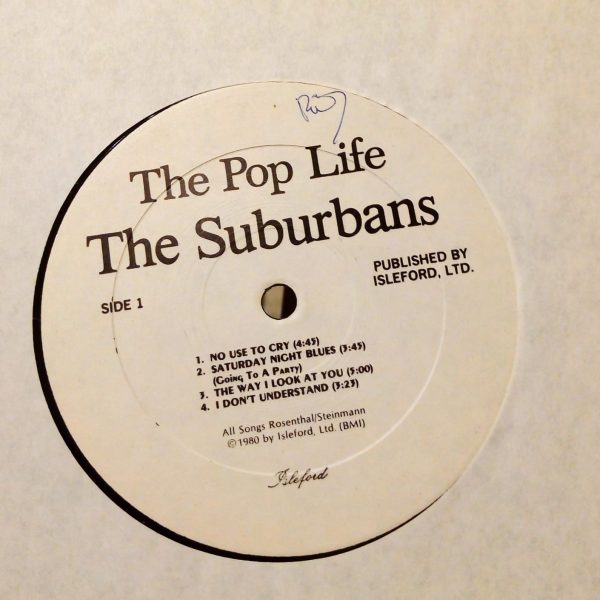 The Pop Life
The Suburbans
PUBLISHED BY
ISLEFORD, LTD.
SIDE 1
1. NO USE TO CRY (4:45)
2. SATURDAY NIGHT BLUES (3:45)
(GOING TO A PARTY)
3. THE WAY I LOOK AT YOU (5:00)
4. I DON'T UNDERSTAND (3:23)
All Songs Rosenthal/Steinmann
©1980 by Isleford, Ltd. (BMI)
Isleford